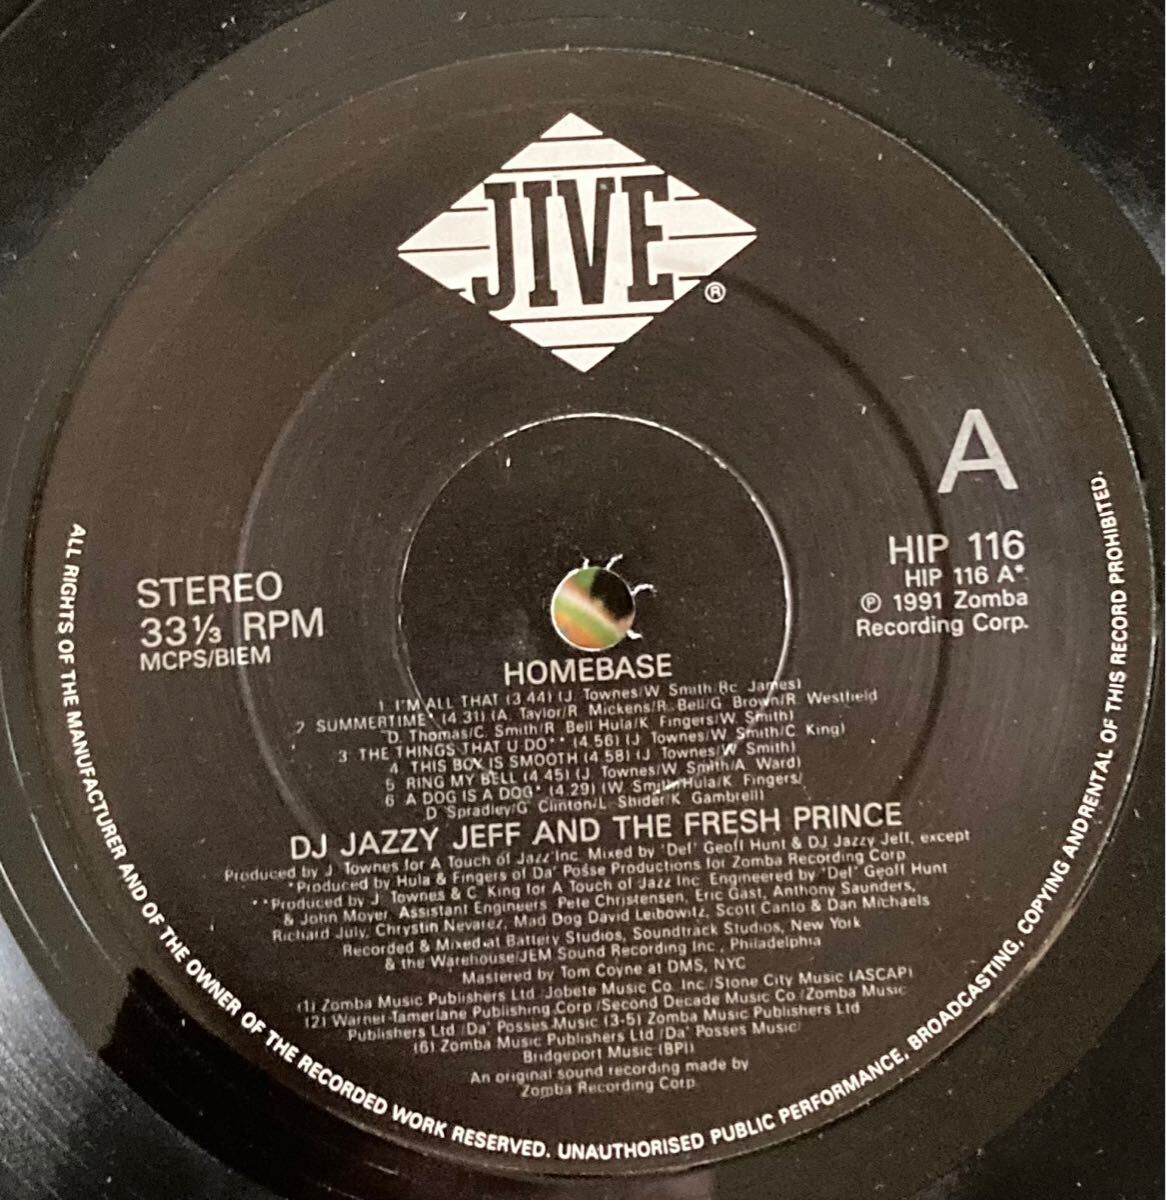 JIVE
®
A
HIP 116
HIP 116 A*
℗ 1991 Zomba
Recording Corp.
STEREO
33⅓ RPM
MCPS/BIEM
HOMEBASE
1 I'M ALL THAT (3.44) (J Townes/W Smith/Bc James)
2 SUMMERTIME* (4 31) (A. Taylor/R Mickens/R Bell/G Brown/R Westfield
D. Thomas/C. Smith/R Bell Hula/K Fingers/W Smith)
3 THE THINGS THAT U DO** (4.56) (J Townes/W Smith/C King)
4 THIS BOY IS SMOOTH (4 58) (J Townes/W Smith)
5 RING MY BELL (4 45) (J Townes/W Smith/A Ward)
6 A DOG IS A DOG* (4 29) (W Smith/Hula/K. Fingers/
D Spradley/G Clinton/L Shider/K Gambrell)
DJ JAZZY JEFF AND THE FRESH PRINCE
Produced by J Townes for A Touch of Jazz Inc Mixed by 'Def' Geoff Hunt & DJ Jazzy Jeff, except
*Produced by Hula & Fingers of Da' Posse Productions for Zomba Recording Corp
**Produced by J. Townes & C King for A Touch of Jazz Inc Engineered by 'Def' Geoff Hunt
& John Moyer, Assistant Engineers Pete Christensen, Eric Gast, Anthony Saunders,
Richard July, Chrystin Nevarez, Mad Dog David Leibowitz, Scott Canto & Dan Michaels
Recorded & Mixed at Battery Studios, Soundtrack Studios, New York
& the Warehouse/JEM Sound Recording Inc, Philadelphia
Mastered by Tom Coyne at DMS, NYC
(1) Zomba Music Publishers Ltd Jobete Music Co Inc/Stone City Music (ASCAP)
(2) Warner-Tamerlane Publishing Corp/Second Decade Music Co/Zomba Music
Publishers Ltd/Da' Posses Music (3-5) Zomba Music Publishers Ltd
(6) Zomba Music Publishers Ltd/Da' Posses Music/
Bridgeport Music (BPI)
An original sound recording made by
Zomba Recording Corp
ALL RIGHTS OF THE MANUFACTURER AND OF THE OWNER OF THE RECORDED WORK RESERVED. UNAUTHORISED PUBLIC PERFORMANCE, BROADCASTING, COPYING ANDRENTAL OF THIS RECORD PROHIBITED.